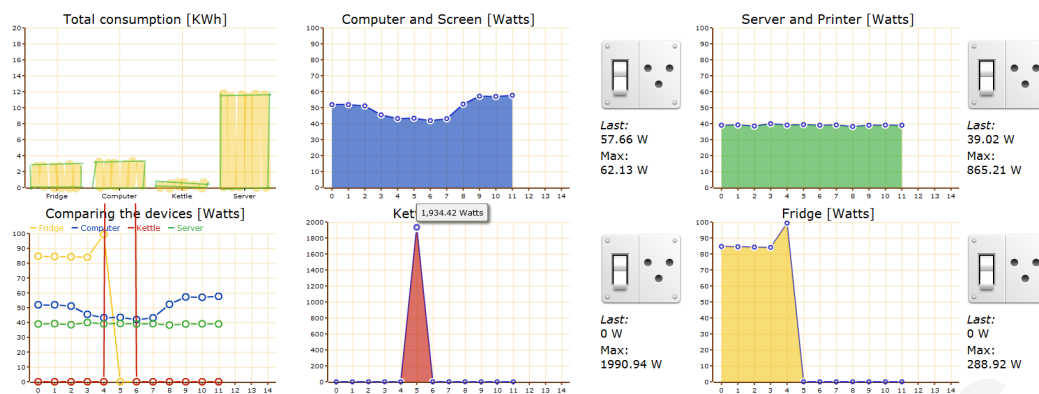 Total consumption [KWh]
20
18
16
14
12
10
8
6
4
2
0
Fridge Computer Kettle Server
Computer and Screen [Watts]
100
90
80
70
60
50
40
30
20
10
0
0 1 2 3 4 5 6 7 8 9 10 11 12 13 14
Last:
57.66 W
Max:
62.13 W
Server and Printer [Watts]
100
90
80
70
60
50
40
30
20
10
0
0 1 2 3 4 5 6 7 8 9 10 11 12 13 14
Last:
39.02 W
Max:
865.21 W
Comparing the devices [Watts]
Fridge Computer Kettle Server
100
90
80
70
60
50
40
30
20
10
0
0 1 2 3 4 5 6 7 8 9 10 11 12 13 14
1,934.42 Watts
2000
1800
1600
1400
1200
1000
800
600
400
200
0
0 1 2 3 4 5 6 7 8 9 10 11 12 13 14
Last:
0 W
Max:
1990.94 W
Fridge [Watts]
100
90
80
70
60
50
40
30
20
10
0
0 1 2 3 4 5 6 7 8 9 10 11 12 13 14
Last:
0 W
Max:
288.92 W